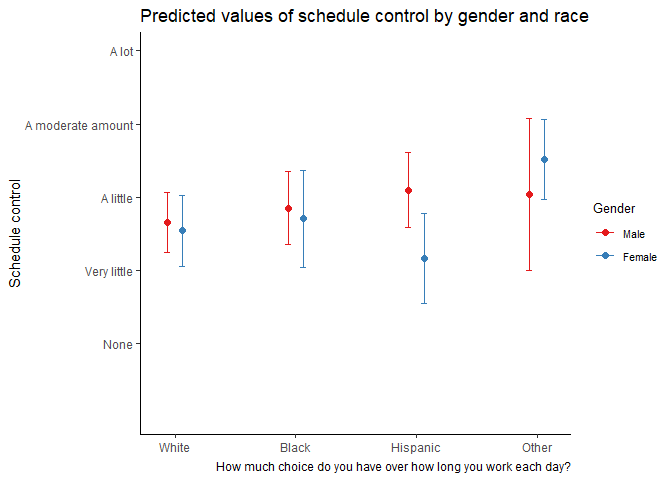 Predicted values of schedule control by gender and race
A lot
A moderate amount
A little
Very little
None
Schedule control
White Black Hispanic Other
How much choice do you have over how long you work each day?
Gender
Male
Female